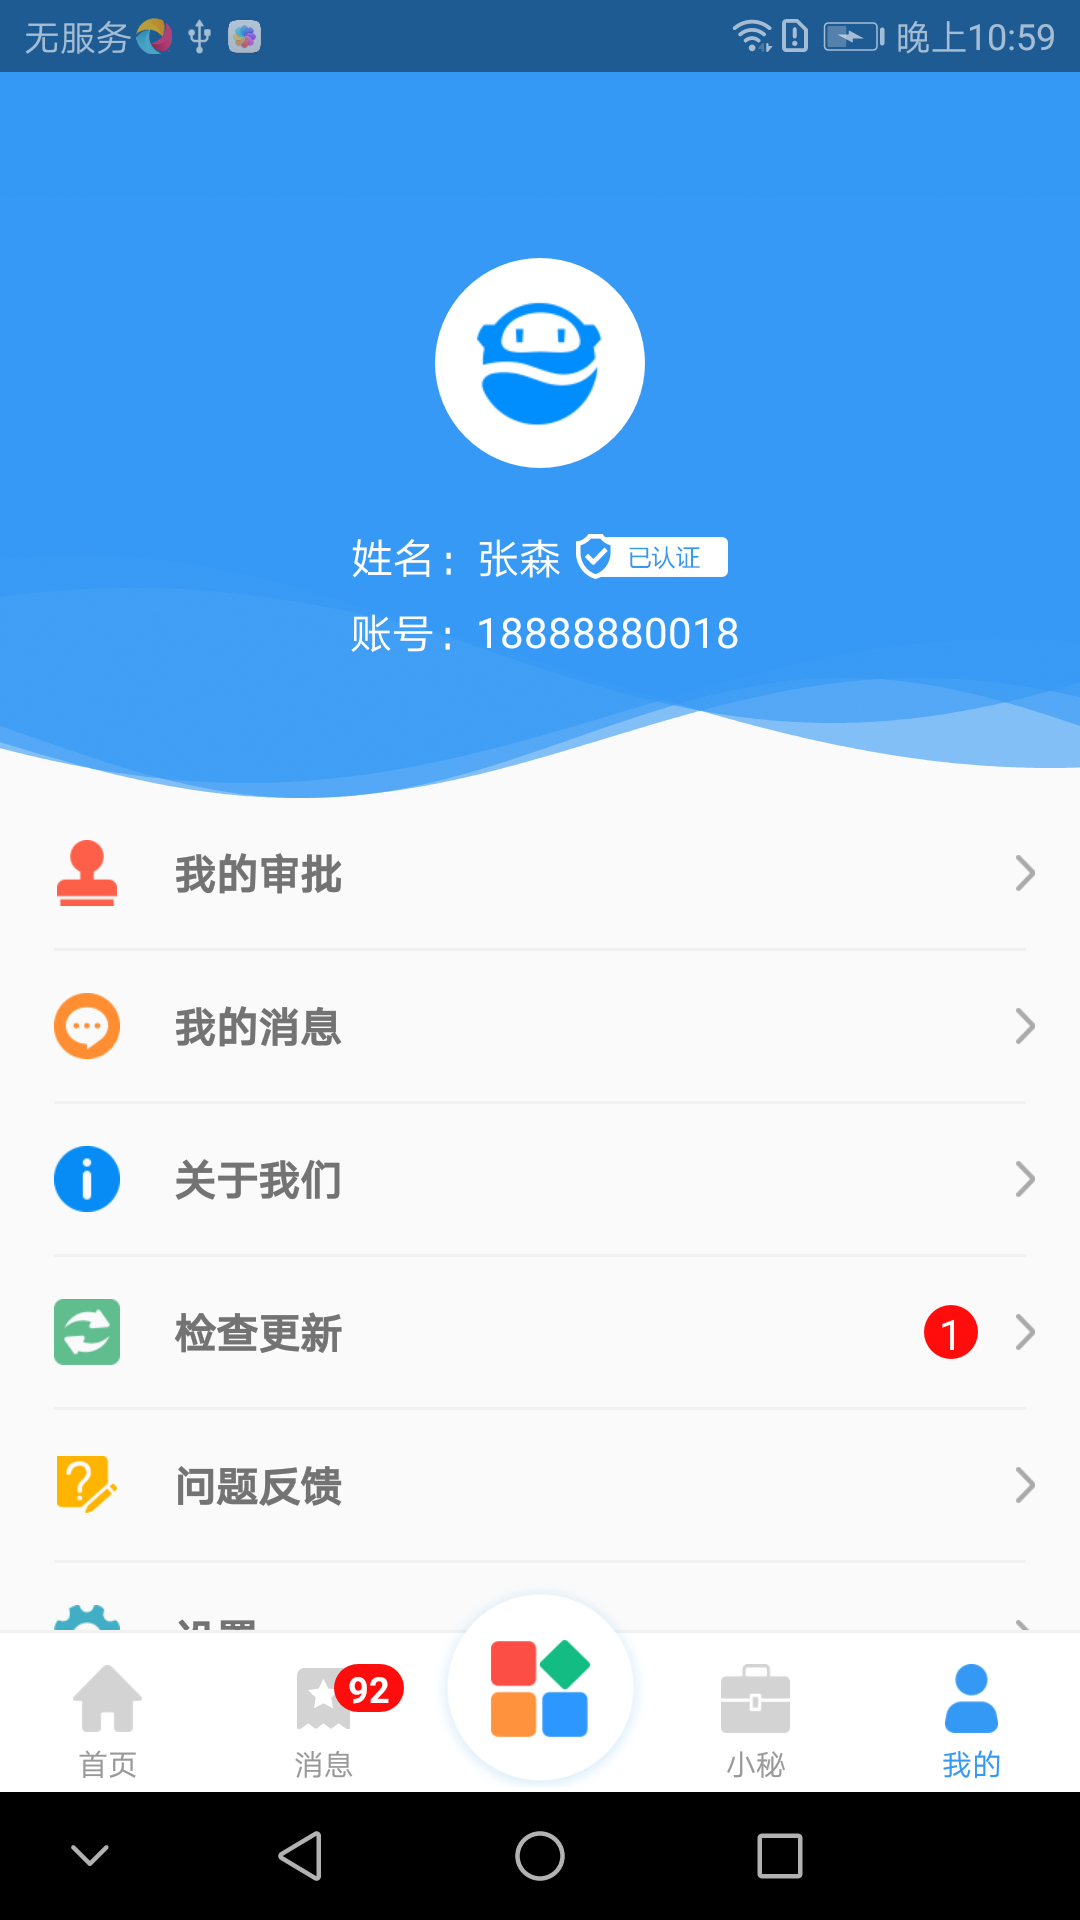 无服务 晚上10:59
姓名：张森 已认证
账号：18888880018
我的审批
我的消息
关于我们
检查更新 1
问题反馈
设置
92
首页 消息 小秘 我的